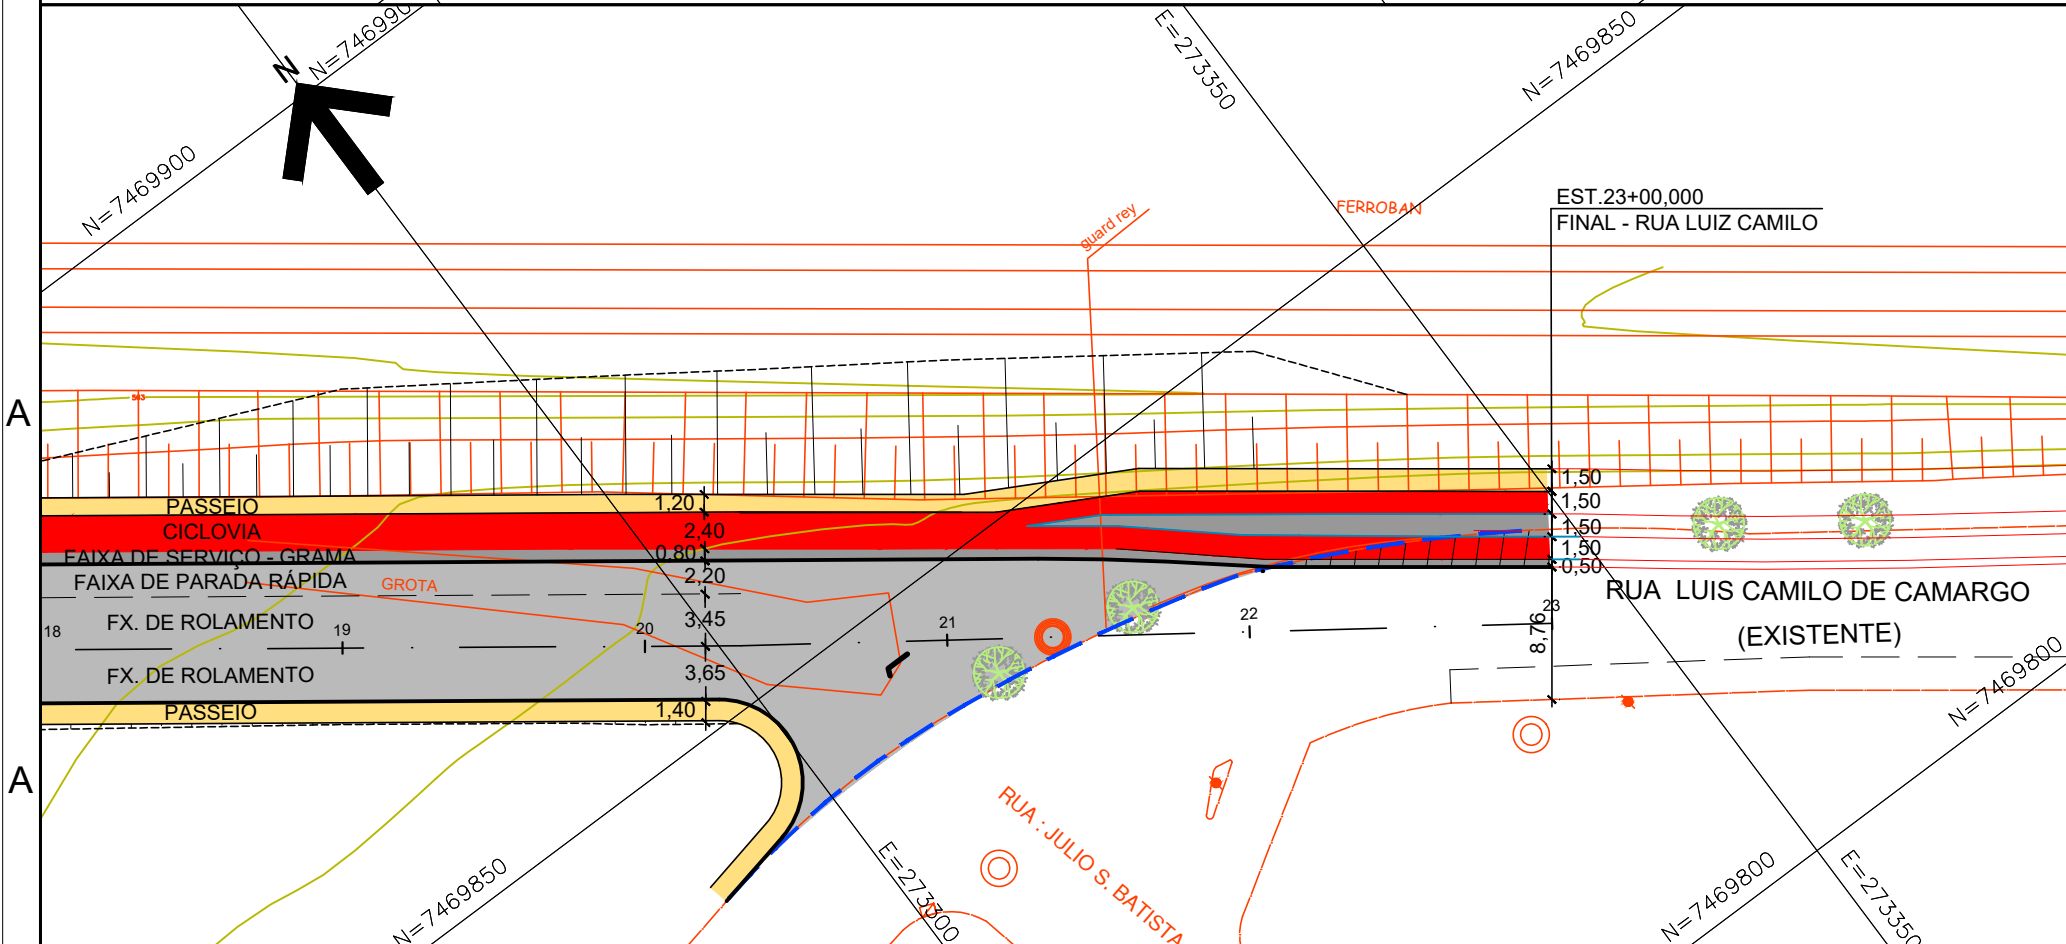 N=7469900
E=273350
N=7469850
N
N=7469900
guard rey
FERROBAN
EST.23+00,000
FINAL - RUA LUIZ CAMILO
A
563
PASSEIO
1,20
1,50
CICLOVIA
2,40
1,50
1,50
FAIXA DE SERVIÇO - GRAMA
0.80
1,50
0,50
FAIXA DE PARADA RÁPIDA
GROTA
2,20
RUA LUIS CAMILO DE CAMARGO
(EXISTENTE)
FX. DE ROLAMENTO
3,45
18
19
20
21
22
23
8,76
FX. DE ROLAMENTO
3,65
PASSEIO
1,40
N=7469800
A
RUA : JULIO S. BATISTA
N=7469850
E=273300
N=7469800
E=273350